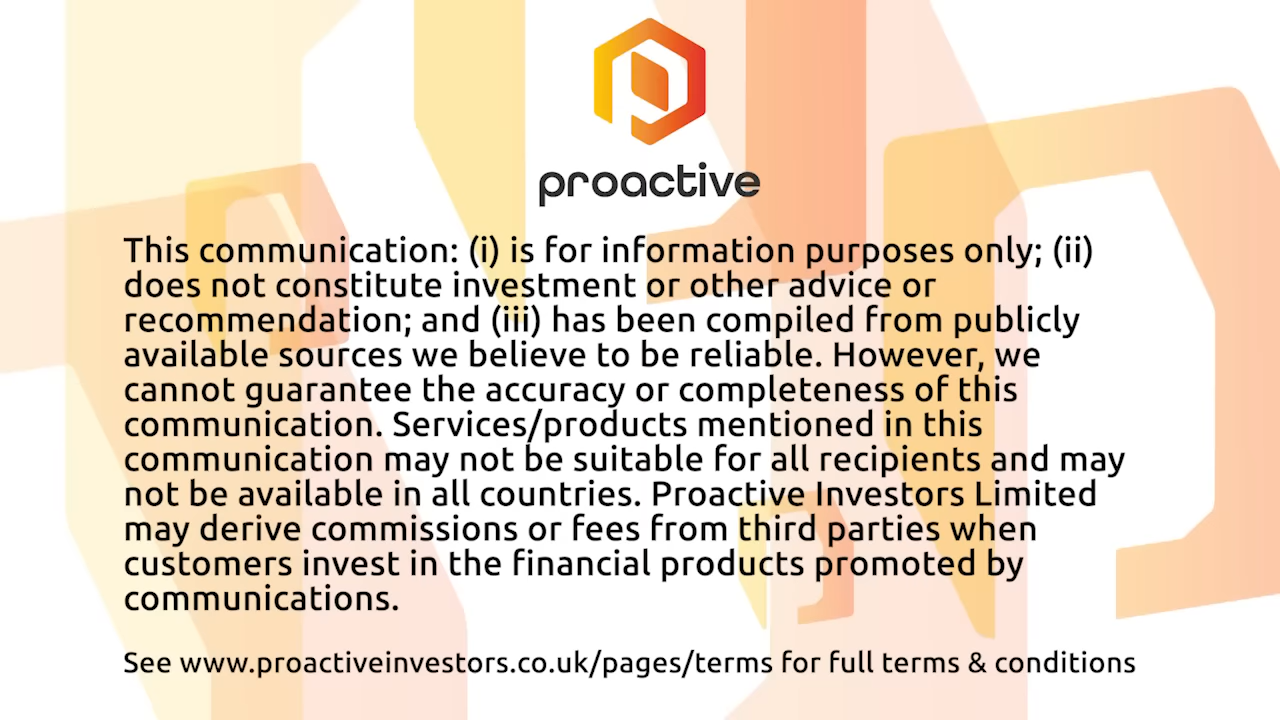 proactive
This communication: (i) is for information purposes only; (ii)
does not constitute investment or other advice or
recommendation; and (iii) has been compiled from publicly
available sources we believe to be reliable. However, we
cannot guarantee the accuracy or completeness of this
communication. Services/products mentioned in this
communication may not be suitable for all recipients and may
not be available in all countries. Proactive Investors Limited
may derive commissions or fees from third parties when
customers invest in the financial products promoted by
communications.
See www.proactiveinvestors.co.uk/pages/terms for full terms & conditions